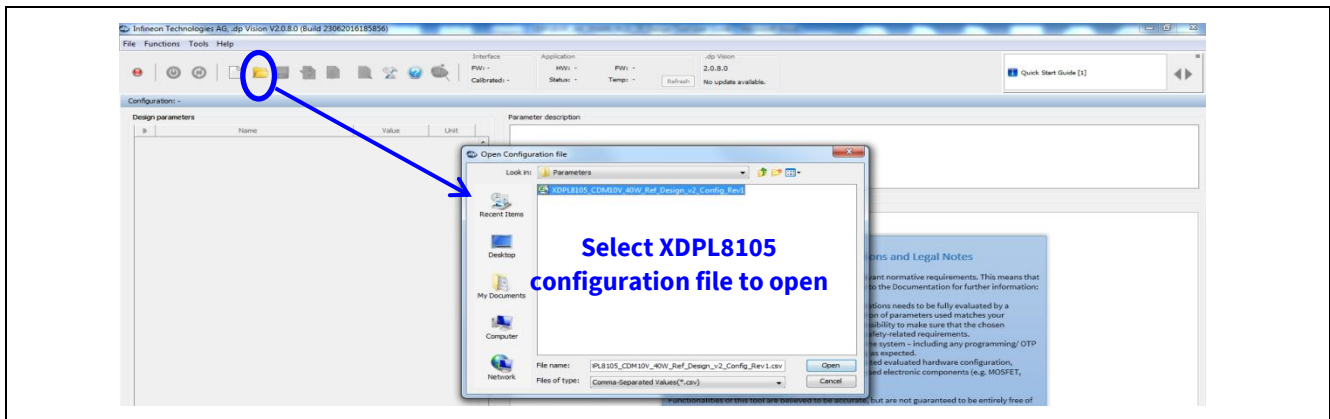 Infineon Technologies AG, .dp Vision V2.0.8.0 (Build 23062016185856)
File Functions Tools Help
Interface
FW: -
Calibrated: -
Application
HW: - FW: -
Status: - Temp: -
Refresh
.dp Vision
2.0.8.0
No update available.
Quick Start Guide [1]
Configuration: -
Design parameters
Name Value Unit
Parameter description
Open Configuration file
Look in: Parameters
XDPL8105_CDM10V_40W_Ref_Design_v2_Config_Rev1
Recent Items
Desktop
My Documents
Computer
Network
Select XDPL8105
configuration file to open
File name: IPL8105_CDM10V_40W_Ref_Design_v2_Config_Rev1.csv Open
Files of type: Comma-Separated Values(*.csv) Cancel
ons and Legal Notes
vant normative requirements. This means that
to the Documentation for further information:
ations needs to be fully evaluated by a
on of parameters used matches your
sibility to make sure that the chosen
afety-related requirements.
he system – including any programming/ OTP
as expected.
ted evaluated hardware configuration,
sed electronic components (e.g. MOSFET,
Functionalities of this tool are believed to be accurate, but are not guaranteed to be entirely free of